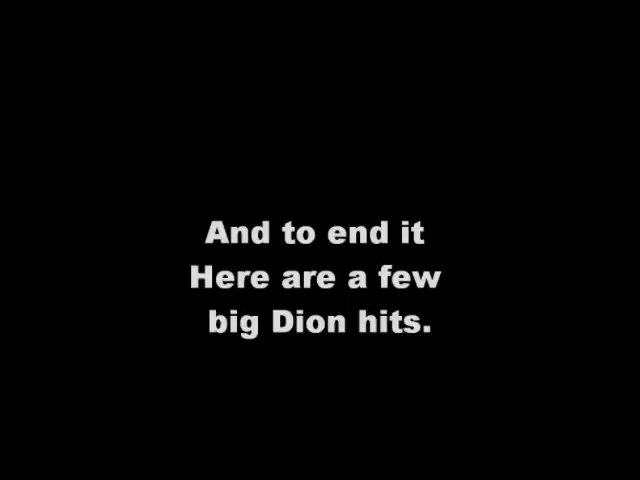 And to end it
Here are a few
big Dion hits.